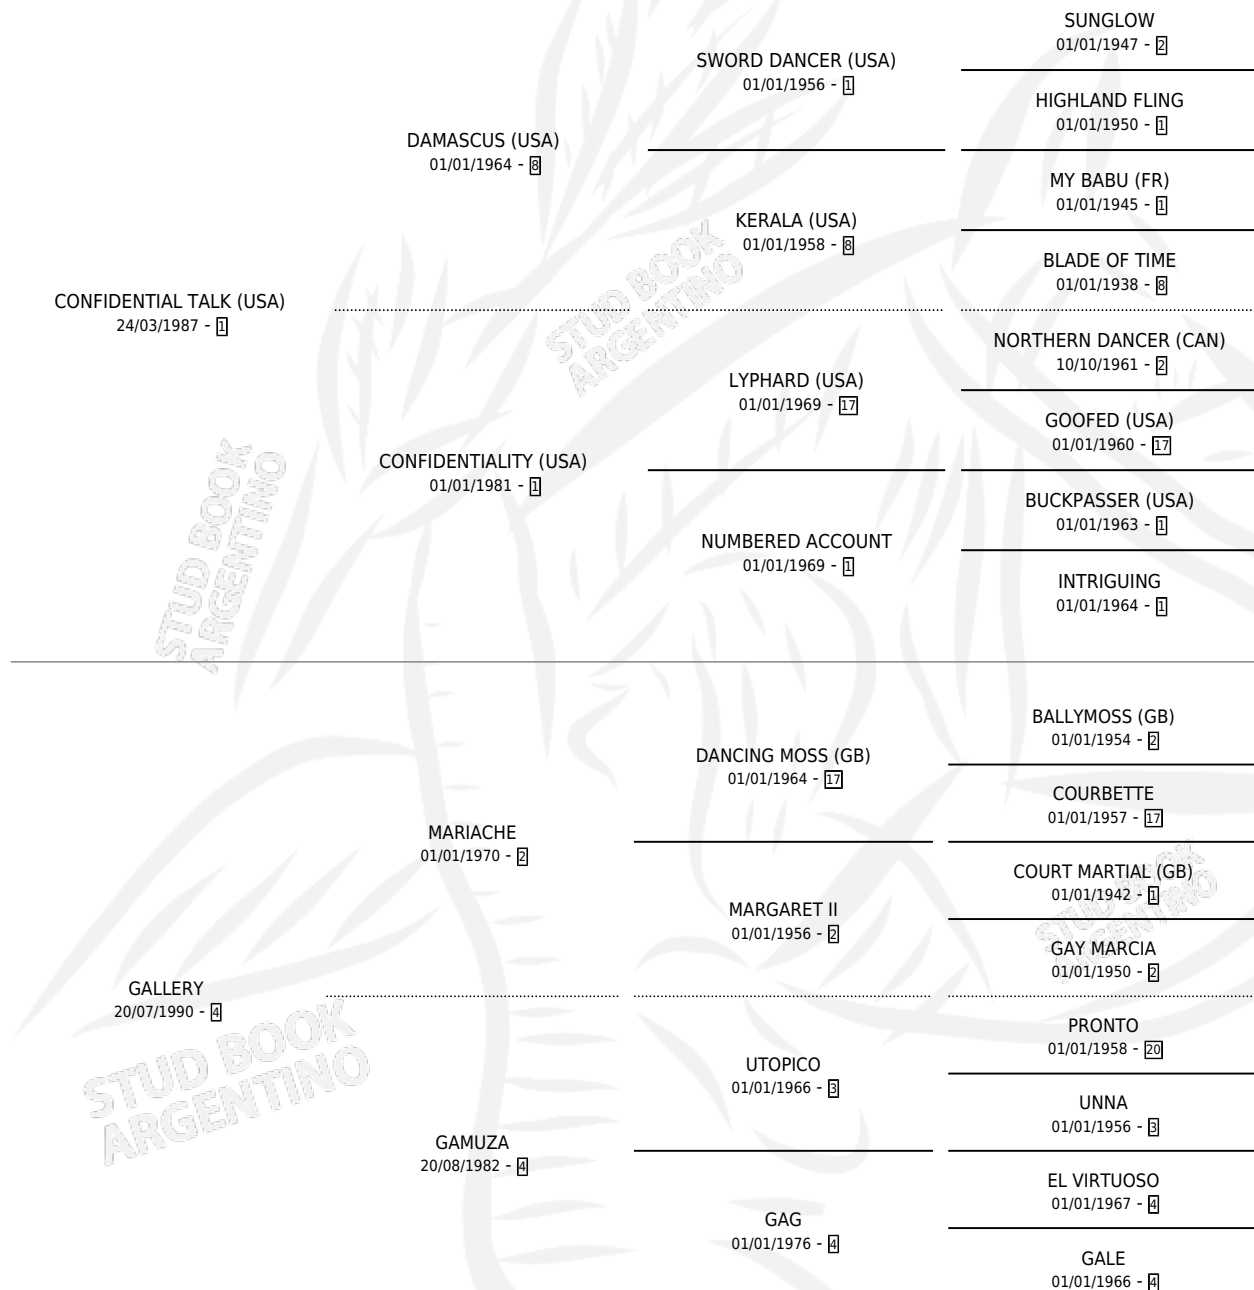 SUNGLOW
01/01/1947 - 2
SWORD DANCER (USA)
01/01/1956 - 1
HIGHLAND FLING
01/01/1950 - 1
DAMASCUS (USA)
01/01/1964 - 8
MY BABU (FR)
01/01/1945 - 1
KERALA (USA)
01/01/1958 - 8
BLADE OF TIME
01/01/1938 - 8
CONFIDENTIAL TALK (USA)
24/03/1987 - 1
NORTHERN DANCER (CAN)
10/10/1961 - 2
LYPHARD (USA)
01/01/1969 - 17
GOOFED (USA)
01/01/1960 - 17
CONFIDENTIALITY (USA)
01/01/1981 - 1
BUCKPASSER (USA)
01/01/1963 - 1
NUMBERED ACCOUNT
01/01/1969 - 1
INTRIGUING
01/01/1964 - 1
BALLYMOSS (GB)
01/01/1954 - 2
DANCING MOSS (GB)
01/01/1964 - 17
COURBETTE
01/01/1957 - 17
MARIACHE
01/01/1970 - 2
COURT MARTIAL (GB)
01/01/1942 - 1
MARGARET II
01/01/1956 - 2
GAY MARCIA
01/01/1950 - 2
GALLERY
20/07/1990 - 4
PRONTO
01/01/1958 - 20
UTOPICO
01/01/1966 - 3
UNNA
01/01/1956 - 3
GAMUZA
20/08/1982 - 4
EL VIRTUOSO
01/01/1967 - 4
GAG
01/01/1976 - 4
GALE
01/01/1966 - 4
STUD BOOK
ARGENTINO
STUD BOOK
ARGENTINO
STUD BOOK
ARGENTINO
STUD BOOK
ARGENTINO